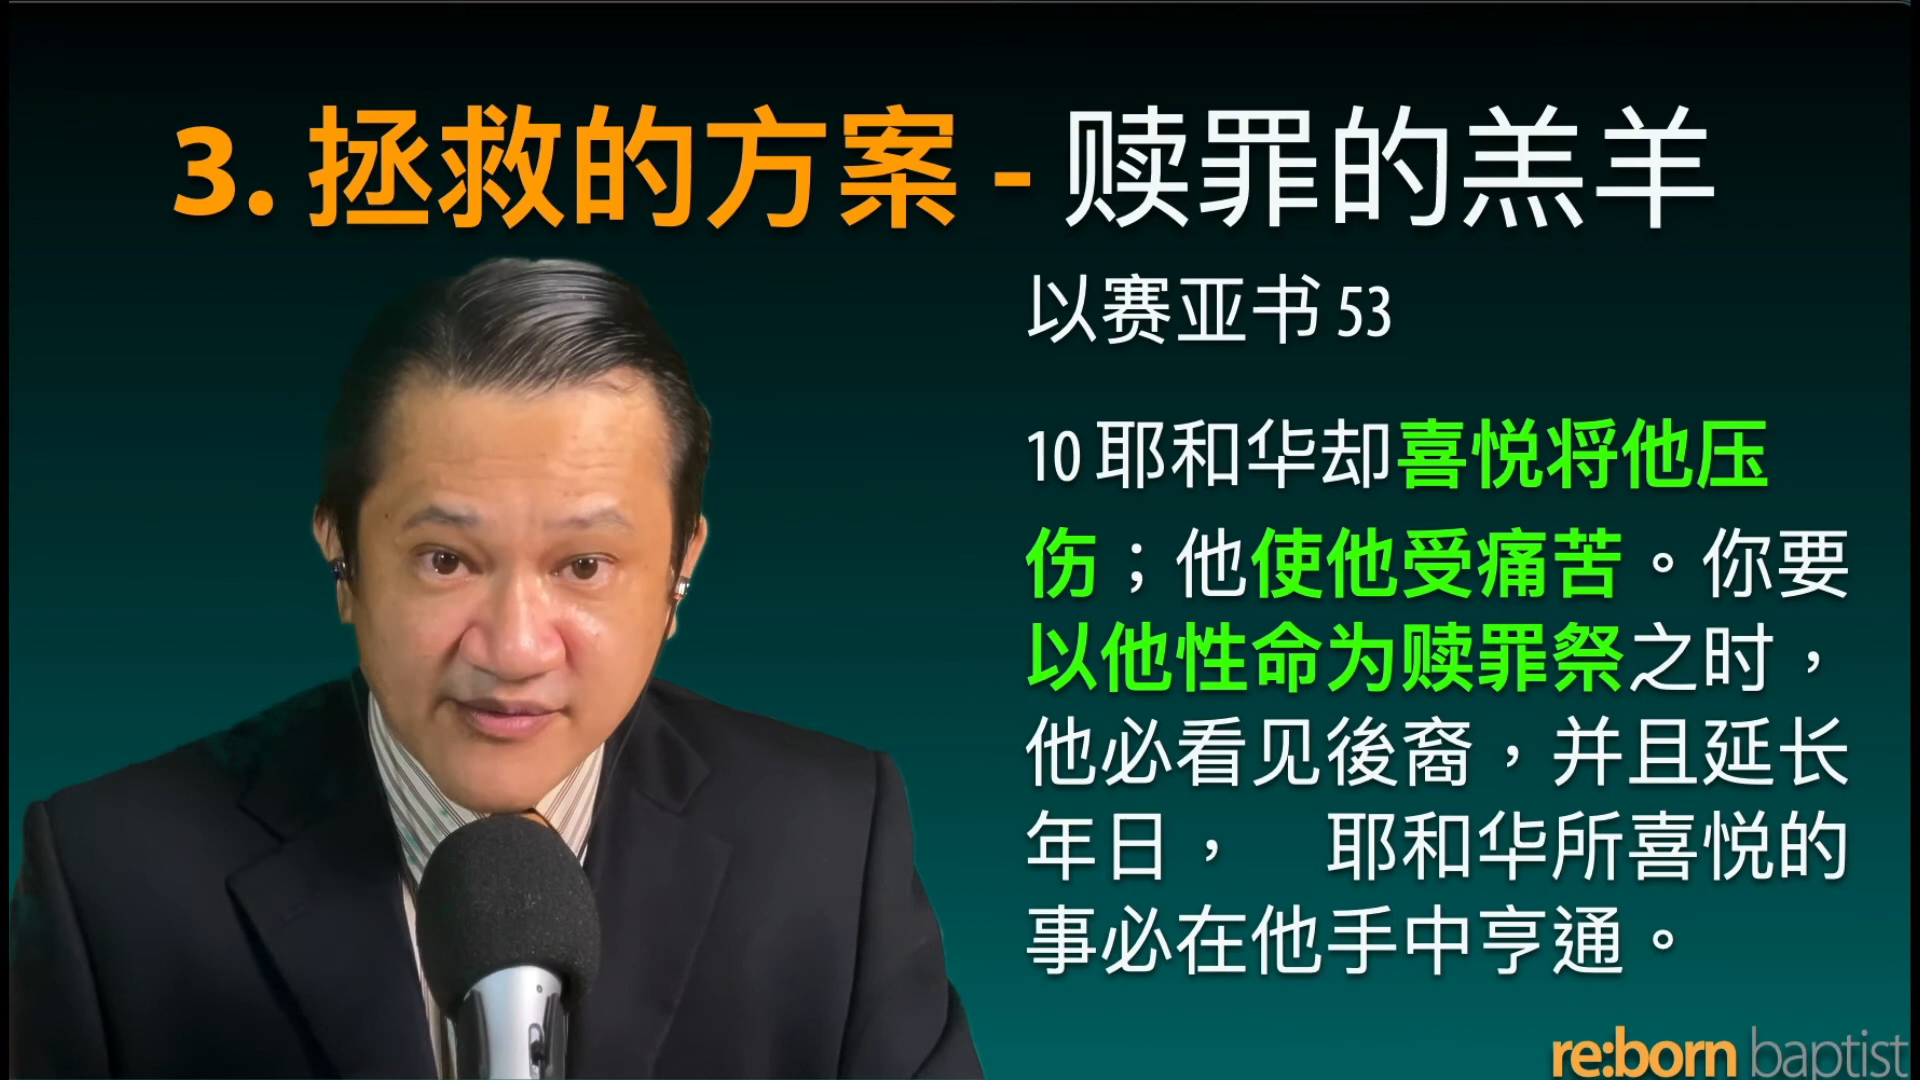 3. 拯救的方案 - 赎罪的羔羊
以赛亚书 53
10 耶和华却喜悦将他压
伤；他使他受痛苦。你要
以他性命为赎罪祭之时，
他必看见後裔，并且延长
年日，　耶和华所喜悦的
事必在他手中亨通。
re:born baptist